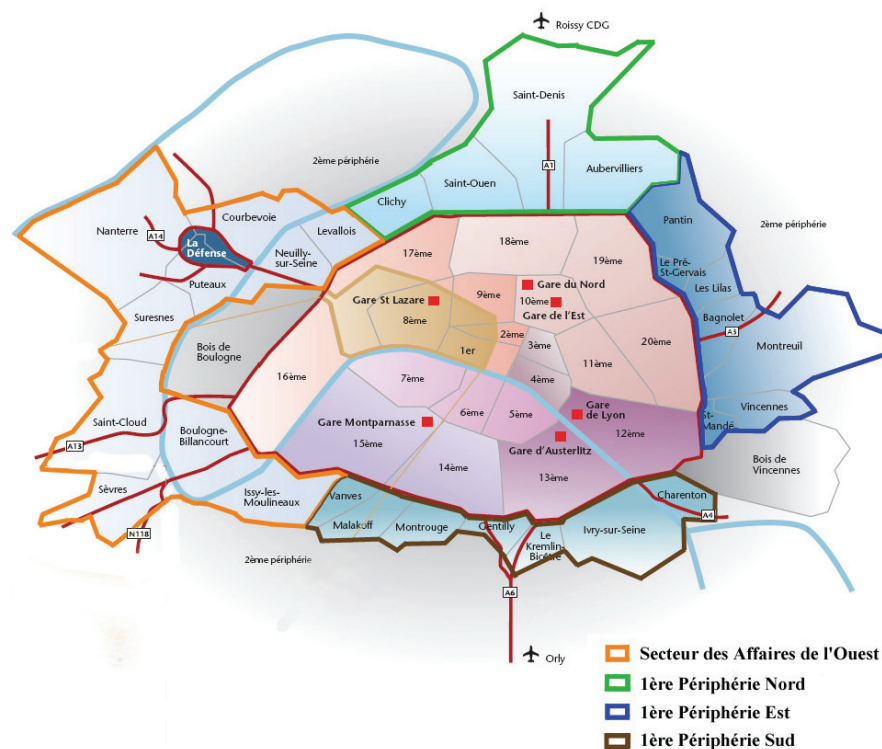 Roissy CDG
Saint-Denis
2ème périphérie
A1
Aubervilliers
Saint-Ouen
Clichy
Pantin
Courbevoie
Levallois
Nanterre
A14
La
Défense
Neuilly-
sur-Seine
Puteaux
Suresnes
2ème périphérie
18ème
17ème
19ème
Le Pré-
St-Gervais
Les Lilas
Bagnolet
A3
Montreuil
Gare du Nord
9ème
10ème
Gare de l'Est
Gare St Lazare
8ème
2ème
1er
3ème
20ème
11ème
4ème
Bois de
Boulogne
16ème
7ème
6ème
5ème
Gare
de Lyon
12ème
St-
Mandé
Vincennes
Bois de
Vincennes
Saint-Cloud
A13
Boulogne-
Billancourt
Gare Montparnasse
15ème
Gare d'Austerlitz
14ème
13ème
Sèvres
Issy-les-
Moulineaux
N118
Vanves
Malakoff
Montrouge
Gentilly
Le
Kremlin-
Bicêtre
Ivry-sur-Seine
Charenton
A4
2ènne périphérie
A6
Orly
Secteur des Affaires de l'Ouest
1ère Périphérie Nord
1ère Périphérie Est
1ère Périphérie Sud